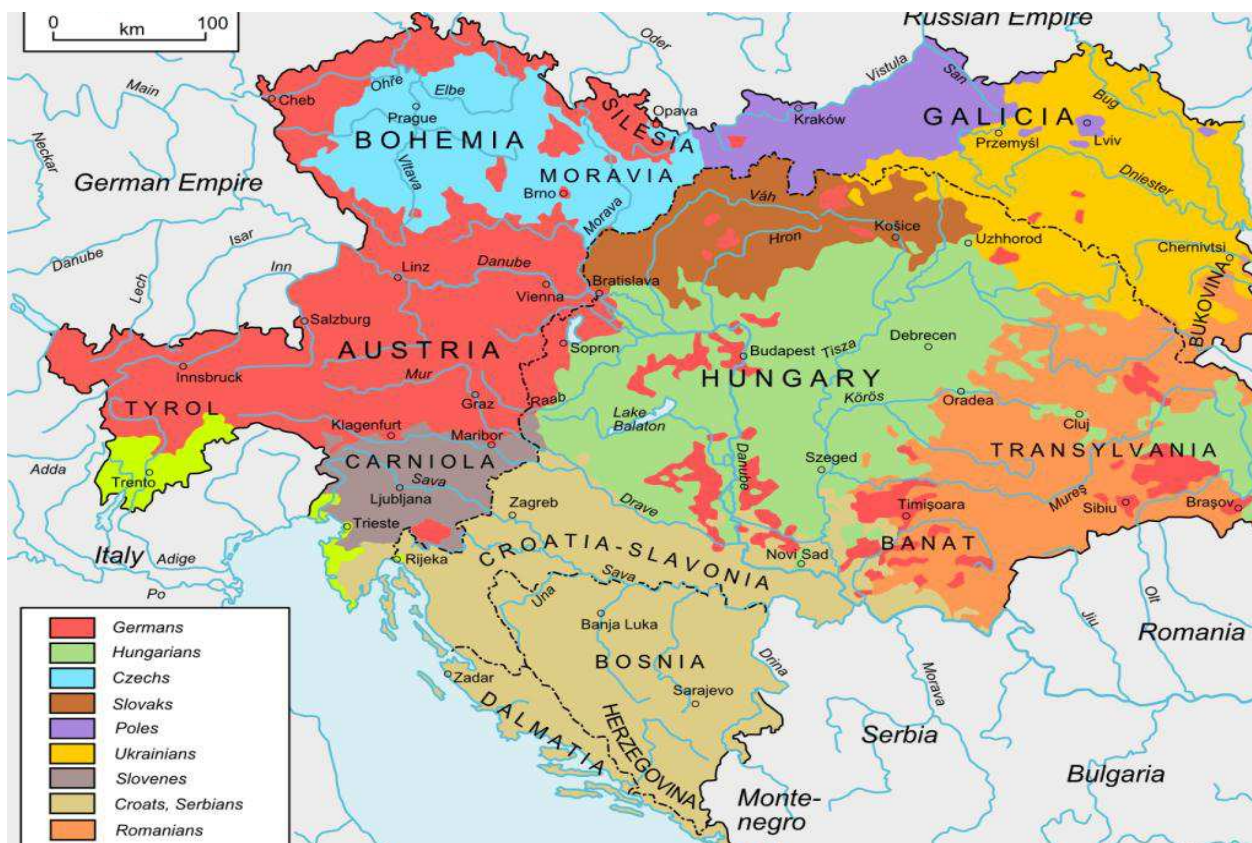 0 100
km
Russian Empire
Oder
Vistula
San
Bug
Main
Cheb
Ohře
Elbe
Prague
Opava
SILESIA
Kraków
GALICIA
Przemyśl
Lviv
Neckar
BOHEMIA
Vltava
MORAVIA
Brno
Morava
Dniester
German Empire
Váh
Hron
Košice
Uzhhorod
Chernivtsi
BUKOVINA
Danube
Isar
Lech
Inn
Linz
Danube
Vienna
Bratislava
Salzburg
AUSTRIA
Sopron
Budapest
Tisza
Debrecen
Innsbruck
Mur
HUNGARY
TYROL
Graz
Raab
Körös
Oradea
Cluj
Klagenfurt
Maribor
Lake
Balaton
TRANSYLVANIA
Adda
Trento
CARNIOLA
Sava
Ljubljana
Danube
Szeged
Mureş
Zagreb
Drave
Timişoara
Sibiu
Braşov
Trieste
Italy
Adige
Po
Rijeka
CROATIA-SLAVONIA
Novi Sad
BANAT
Una
Sava
Banja Luka
BOSNIA
Drina
Jiu
Olt
Romania
Zadar
Sarajevo
Morava
DALMATIA
HERZEGOVINA
Serbia
Bulgaria
Monte-
negro
Germans
Hungarians
Czechs
Slovaks
Poles
Ukrainians
Slovenes
Croats, Serbians
Romanians